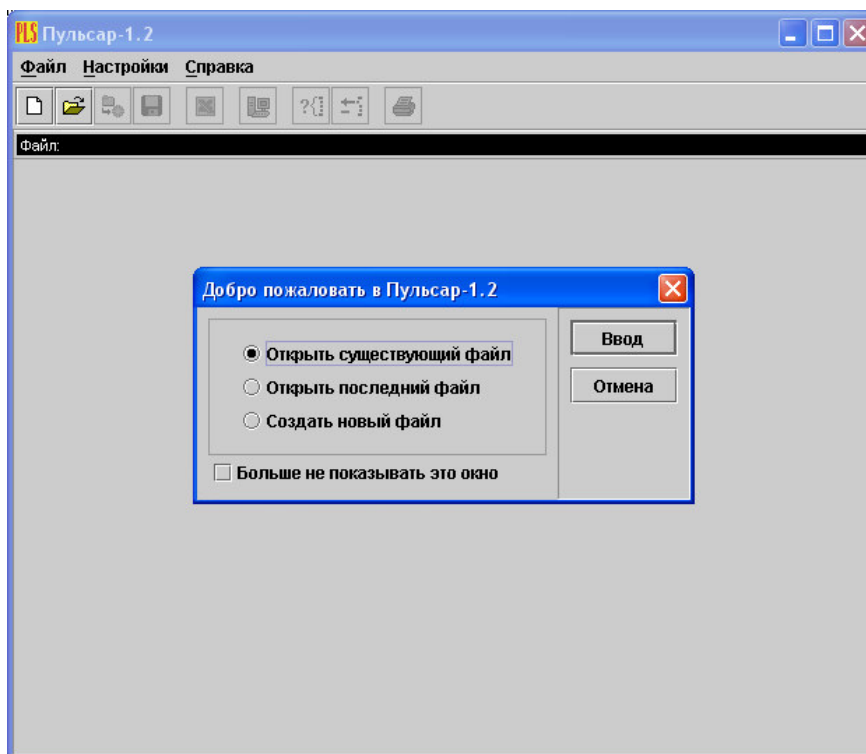 PLS Пульсар-1.2
Файл Настройки Справка
?{}
Файл:
Добро пожаловать в Пульсар-1.2
Открыть существующий файл
Ввод
Открыть последний файл
Отмена
Создать новый файл
Больше не показывать это окно